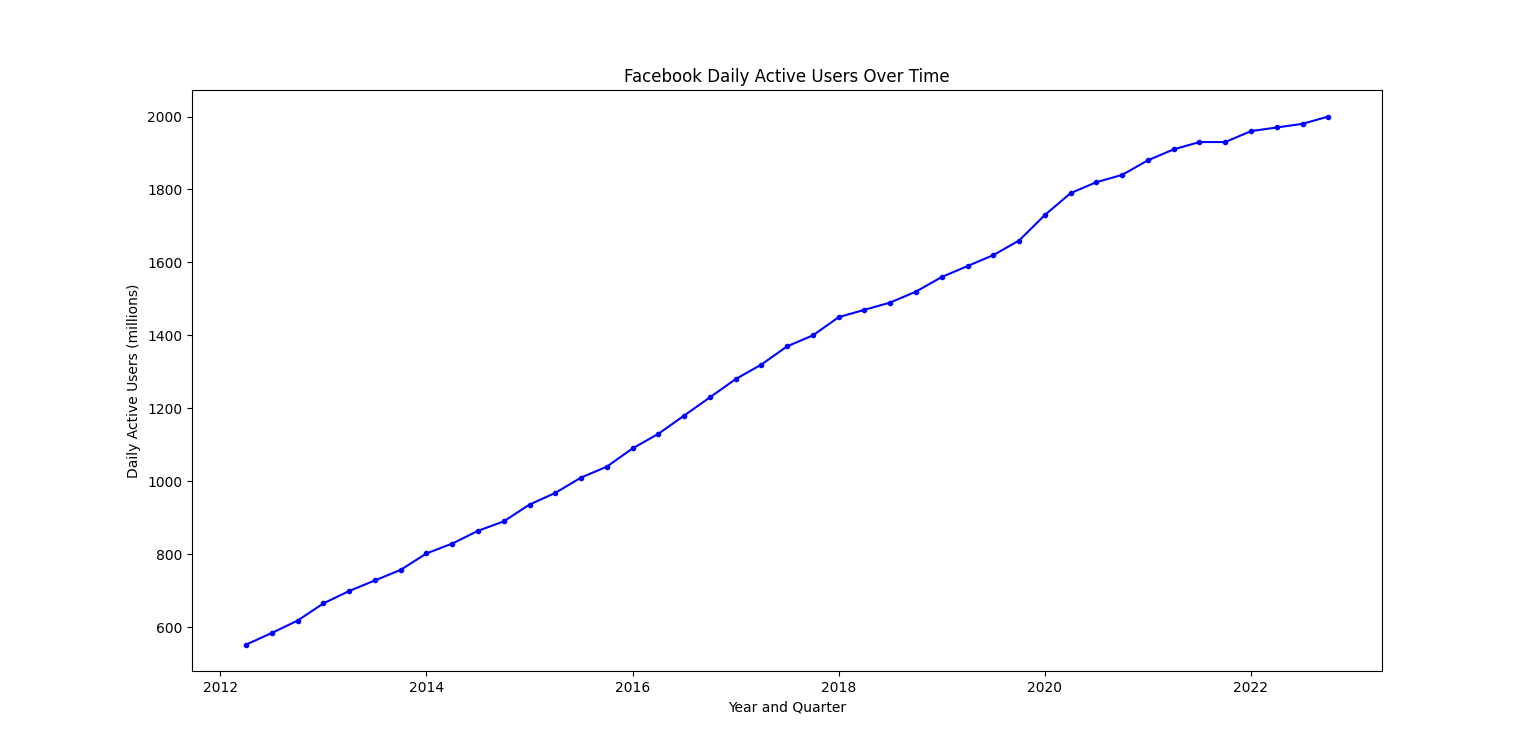 Facebook Daily Active Users Over Time
Daily Active Users (millions)
2000
1800
1600
1400
1200
1000
800
600
2012 2014 2016 2018 2020 2022
Year and Quarter